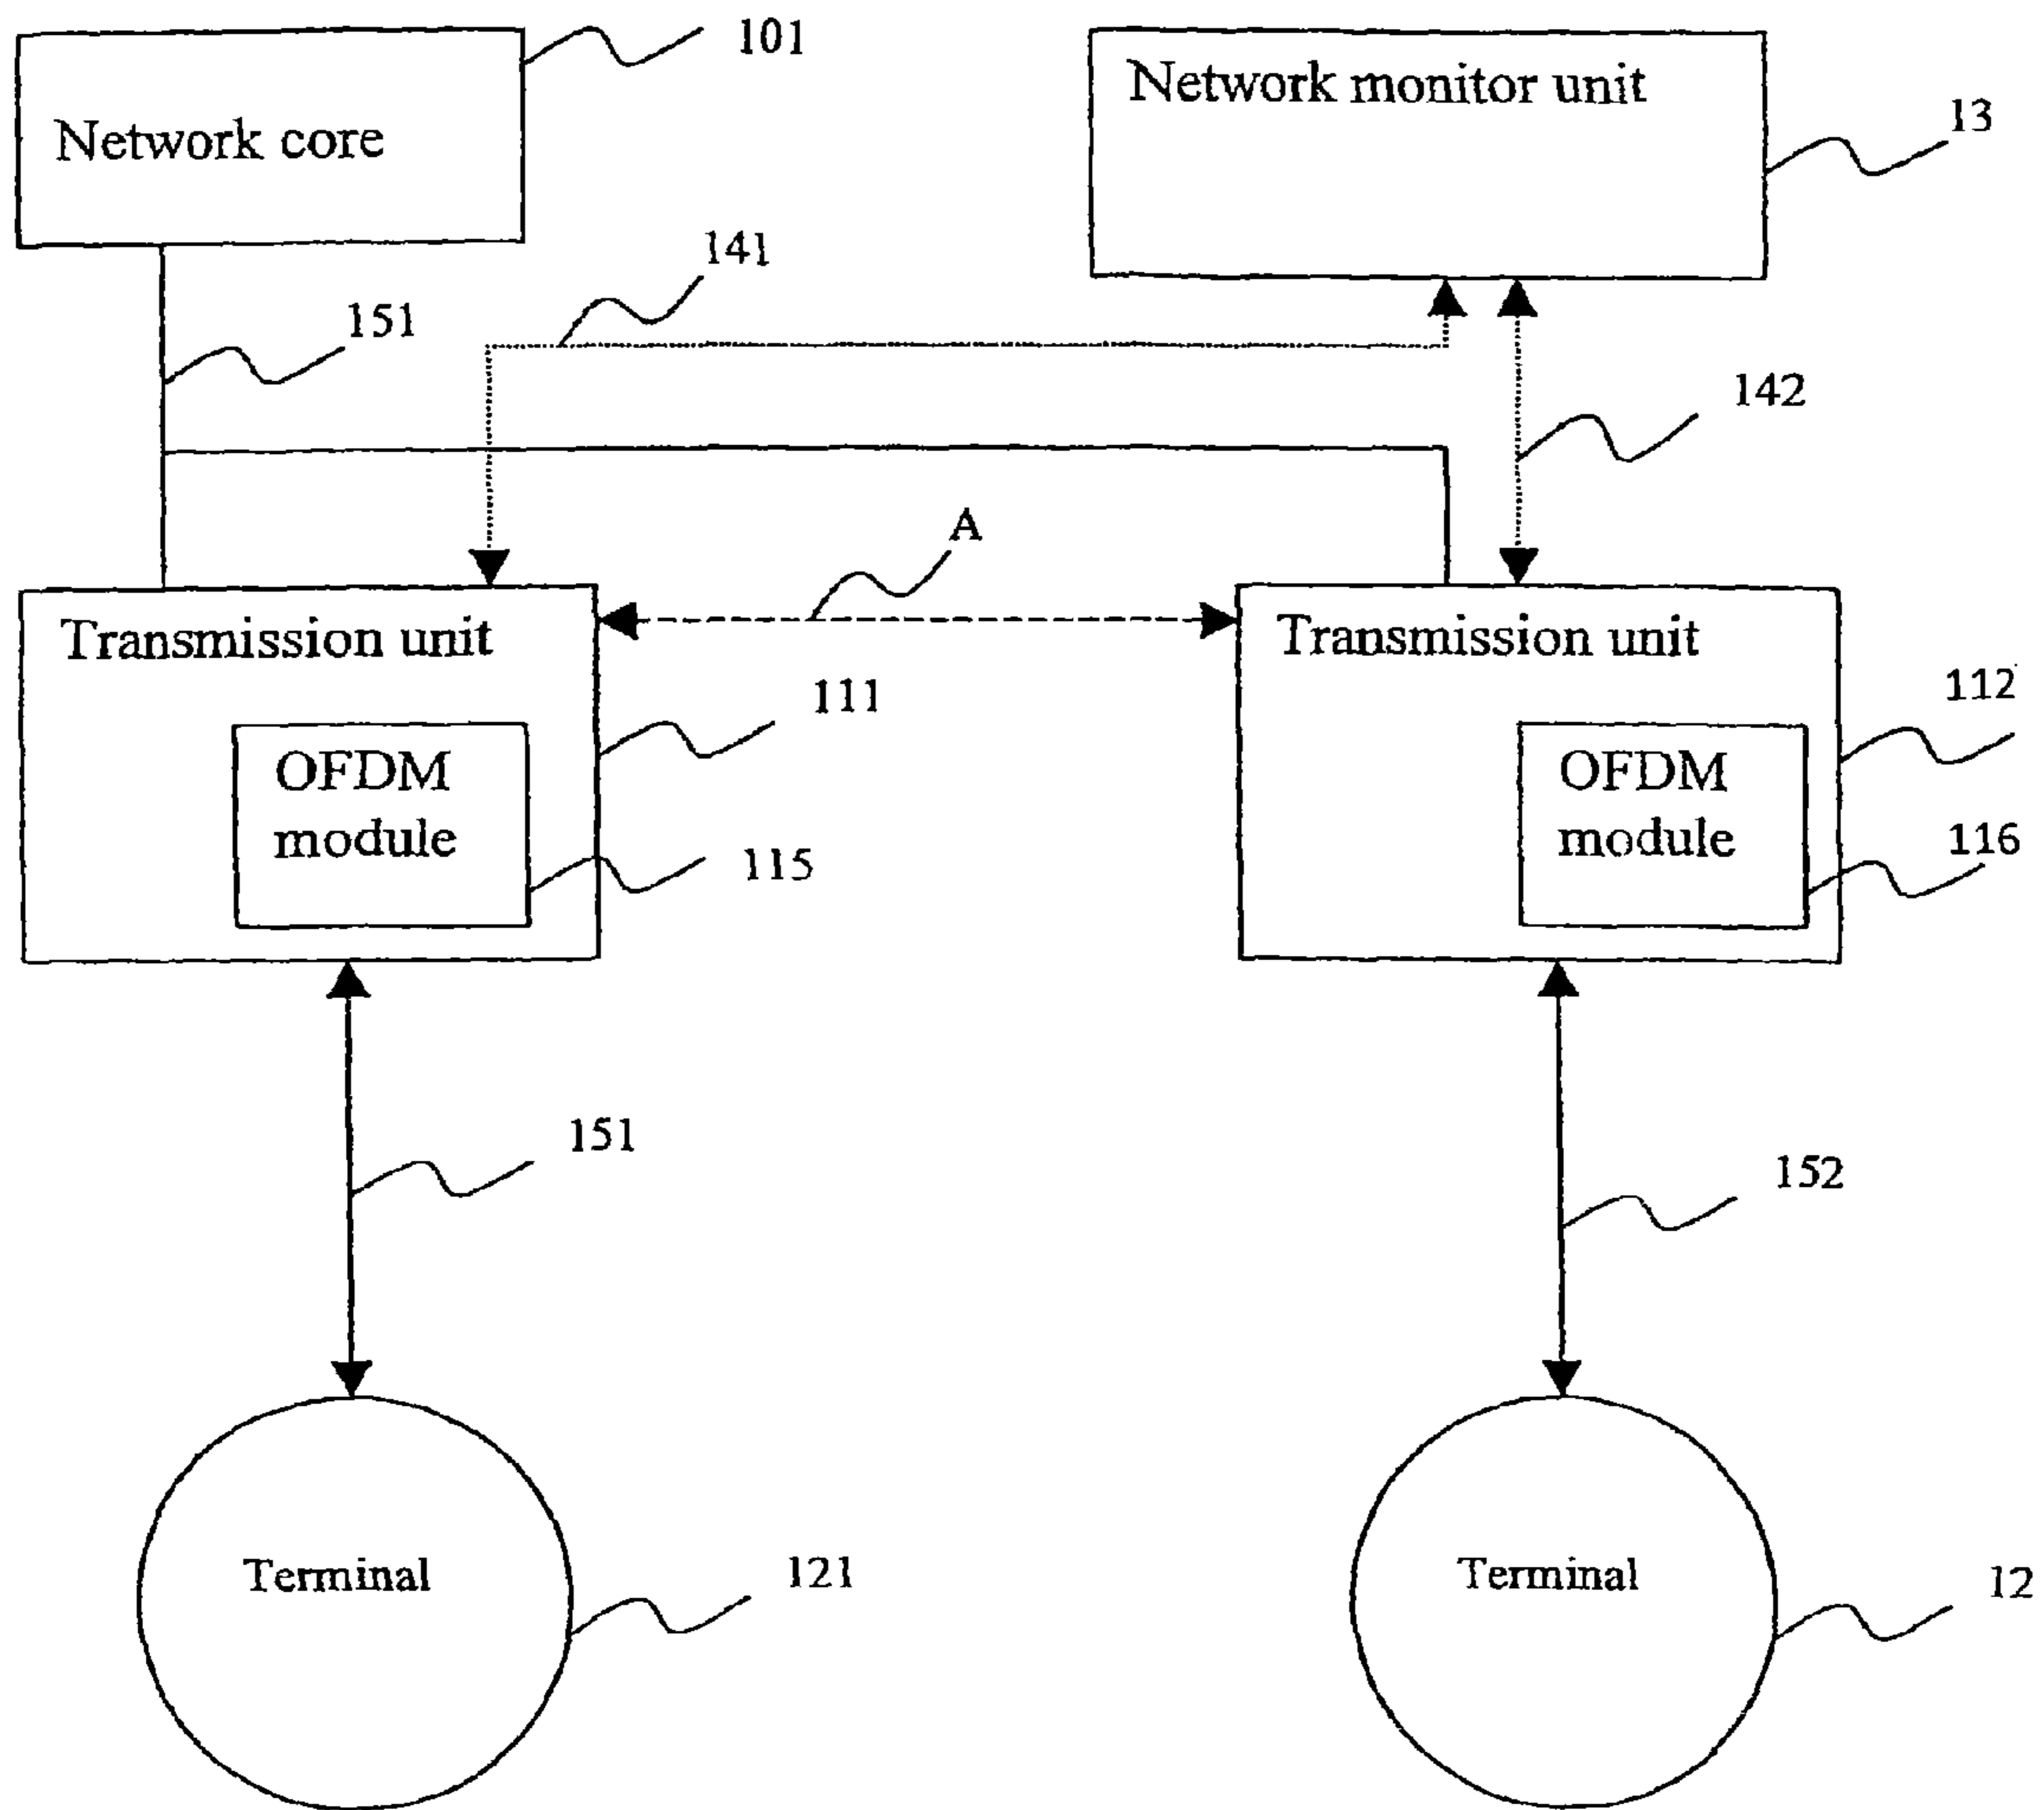 101
Network core
Network monitor unit
13
141
151
142
A
Transmission unit
111
OFDM
module
115
Transmission unit
112
OFDM
module
116
151
152
Terminal
121
Terminal
12